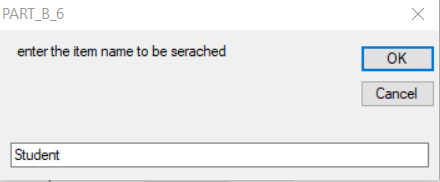 PART_B_6
enter the item name to be serached
OK
Cancel
Student